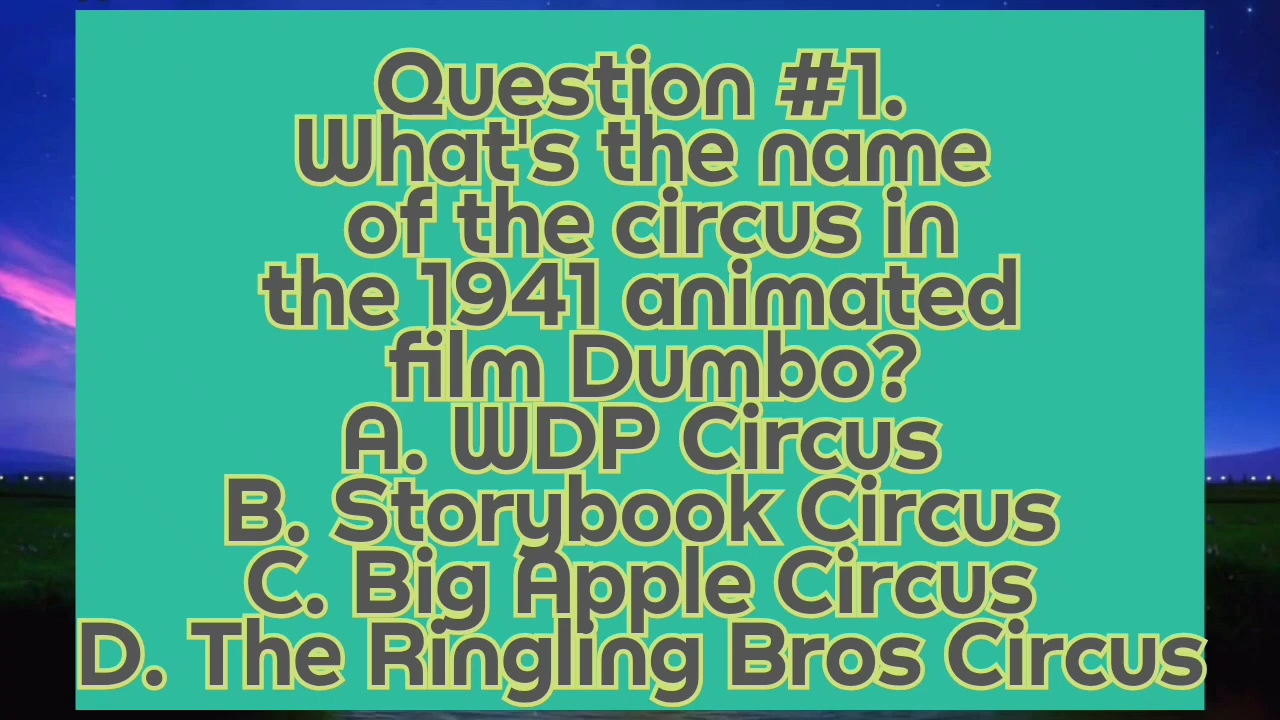 Question #1.
What's the name
of the circus in
the 1941 animated
film Dumbo?
A. WDP Circus
B. Storybook Circus
C. Big Apple Circus
D. The Ringling Bros Circus